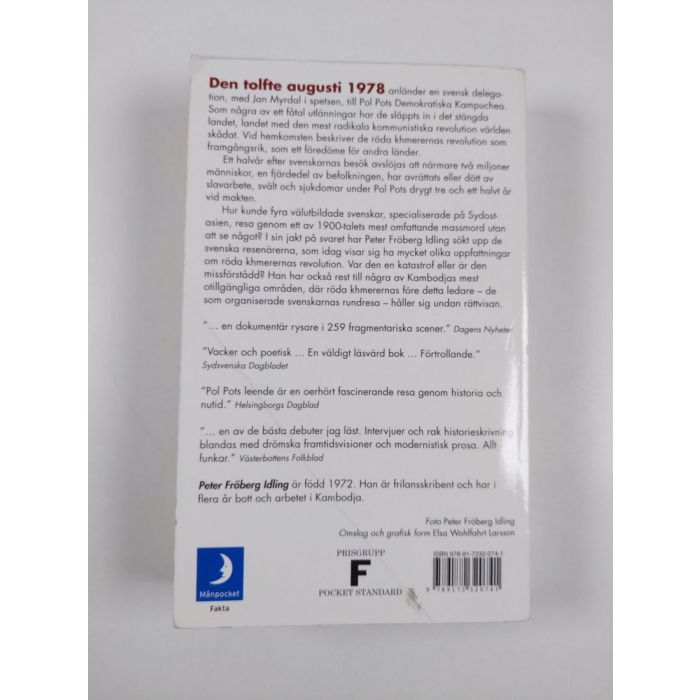 Den tolfte augusti 1978 anländer en svensk delega-
tion, med Jan Myrdal i spetsen, till Pol Pots Demokratiska Kampuchea.
Som några av ett fåtal utlänningar har de släppts in i det stängda
landet, landet med den mest radikala kommunistiska revolution världen
skådat. Vid hemkomsten beskriver de röda khmerernas revolution som
framgångsrik, som ett föredöme för andra länder.
Ett halvår efter svenskarnas besök avslöjas att närmare två miljoner
människor, en fjärdedel av befolkningen, har avrättats eller dött av
slavarbete, svält och sjukdomar under Pol Pots drygt tre och ett halvt år
vid makten.
Hur kunde fyra välutbildade svenskar, specialiserade på Sydost-
asien, resa genom ett av 1900-talets mest omfattande massmord utan
att se något? I sin jakt på svaret har Peter Fröberg Idling sökt upp de
svenska resenärerna, som idag visar sig ha mycket olika uppfattningar
om röda khmerernas revolution. Var den en katastrof eller är den
missförstådd? Han har också rest till några av Kambodjas mest
otillgängliga områden, där röda khmerernas före detta ledare – de
som organiserade svenskarnas rundresa – håller sig undan rättvisan.
”... en dokumentär rysare i 259 fragmentariska scener.” Dagens Nyheter
”Vacker och poetisk ... En väldigt läsvärd bok ... Förtrollande.”
Sydsvenska Dagbladet
”Pol Pots leende är en oerhört fascinerande resa genom historia och
nutid.” Helsingborgs Dagblad
”... en av de bästa debuter jag läst. Intervjuer och rak historieskrivning
blandas med drömska framtidsvisioner och modernistisk prosa. Allt
funkar.” Västerbottens Folkblad
Peter Fröberg Idling är född 1972. Han är frilansskribent och har i
flera år bott och arbetet i Kambodja.
Foto Peter Fröberg Idling
Omslag och grafisk form Elsa Wohlfahrt Larsson
Månpocket
Fakta
PRISGRUPP
F
POCKET STANDARD
ISBN 978-91-7232-074-1
9 789172 320741